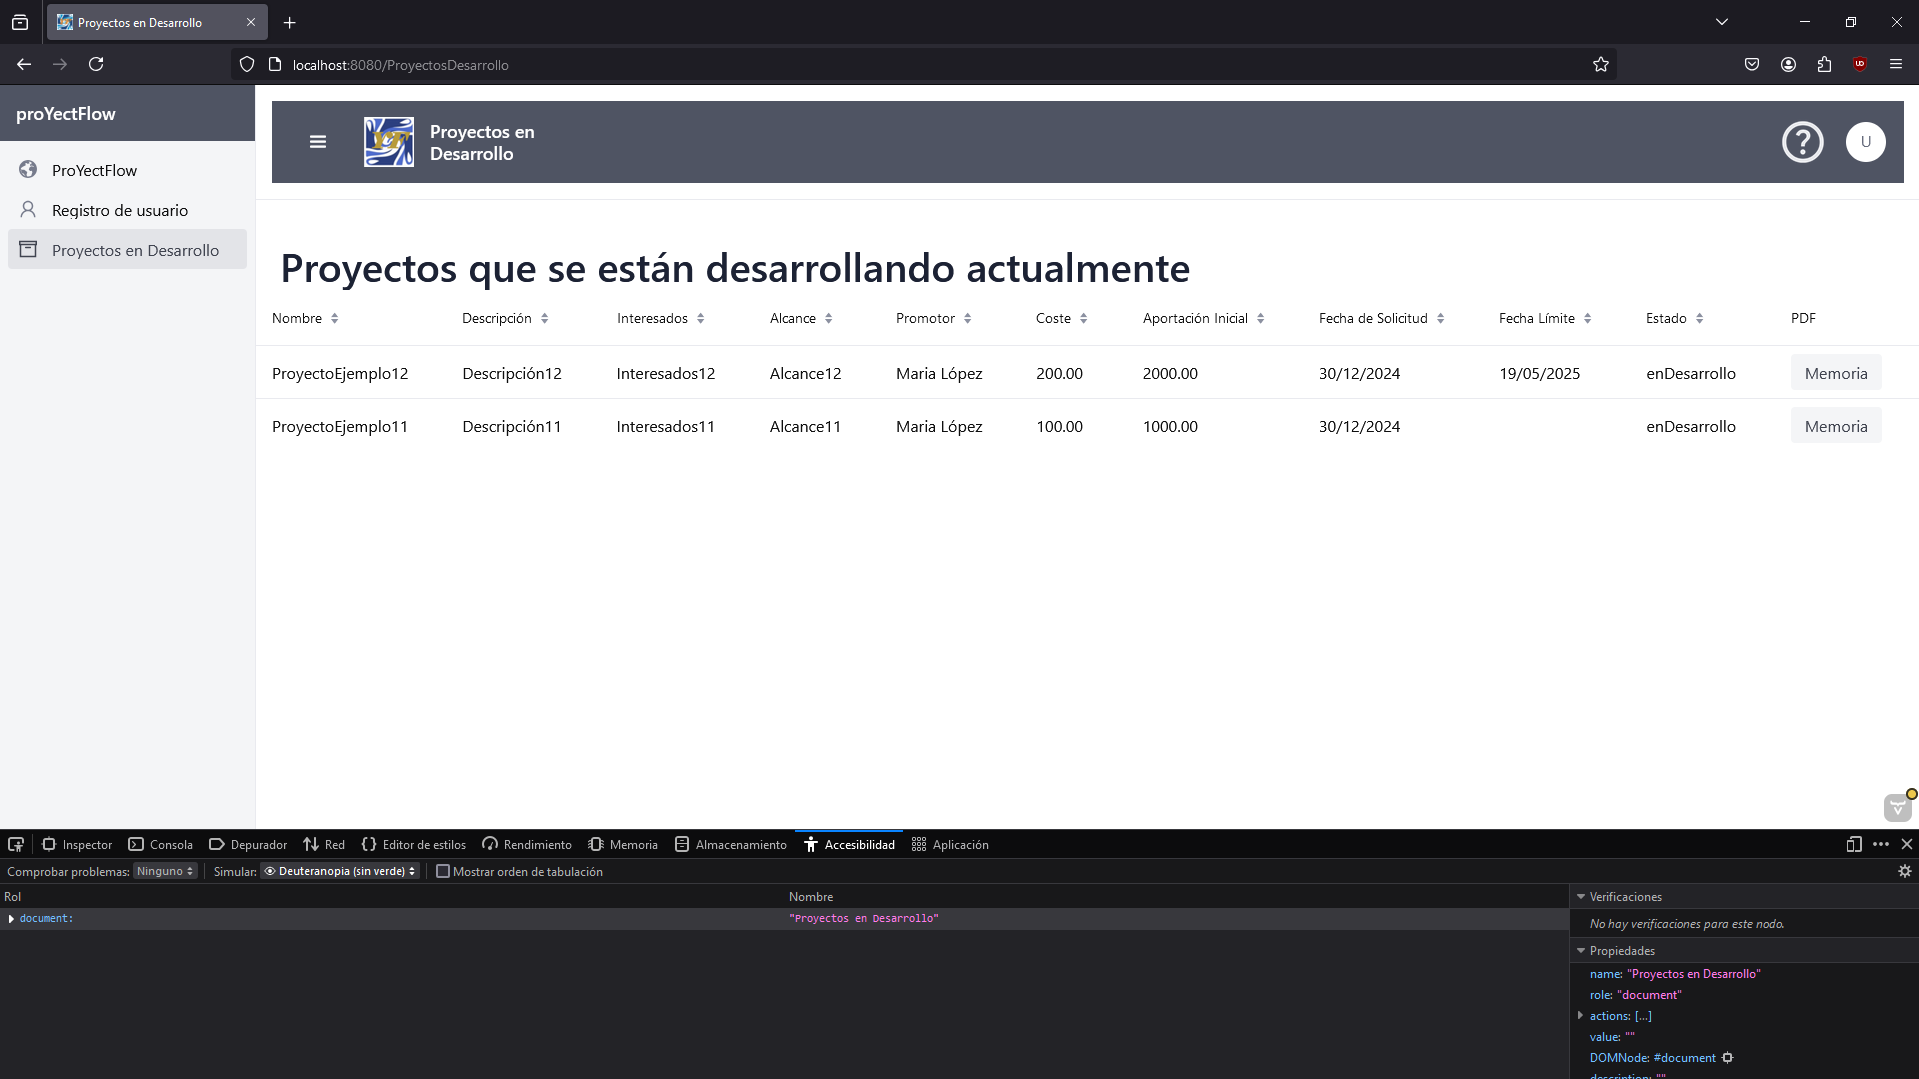 Proyectos en Desarrollo
localhost:8080/ProyectosDesarrollo
proYectFlow
ProYectFlow
Registro de usuario
Proyectos en Desarrollo
YF
Proyectos en
Desarrollo
U
Proyectos que se están desarrollando actualmente
Nombre Descripción Interesados Alcance Promotor Coste Aportación Inicial Fecha de Solicitud Fecha Límite Estado PDF
ProyectoEjemplo12 Descripción12 Interesados12 Alcance12 Maria López 200.00 2000.00 30/12/2024 19/05/2025 enDesarrollo Memoria
ProyectoEjemplo11 Descripción11 Interesados11 Alcance11 Maria López 100.00 1000.00 30/12/2024 enDesarrollo Memoria
Inspector Consola Depurador Red Editor de estilos Rendimiento Memoria Almacenamiento Accesibilidad Aplicación
Comprobar problemas: Ninguno Simular: Deuteranopia (sin verde) Mostrar orden de tabulación
Rol Nombre
document: "Proyectos en Desarrollo"
Verificaciones
No hay verificaciones para este nodo.
Propiedades
name: "Proyectos en Desarrollo"
role: "document"
actions: […]
value: ""
DOMNode: #document
description: ""